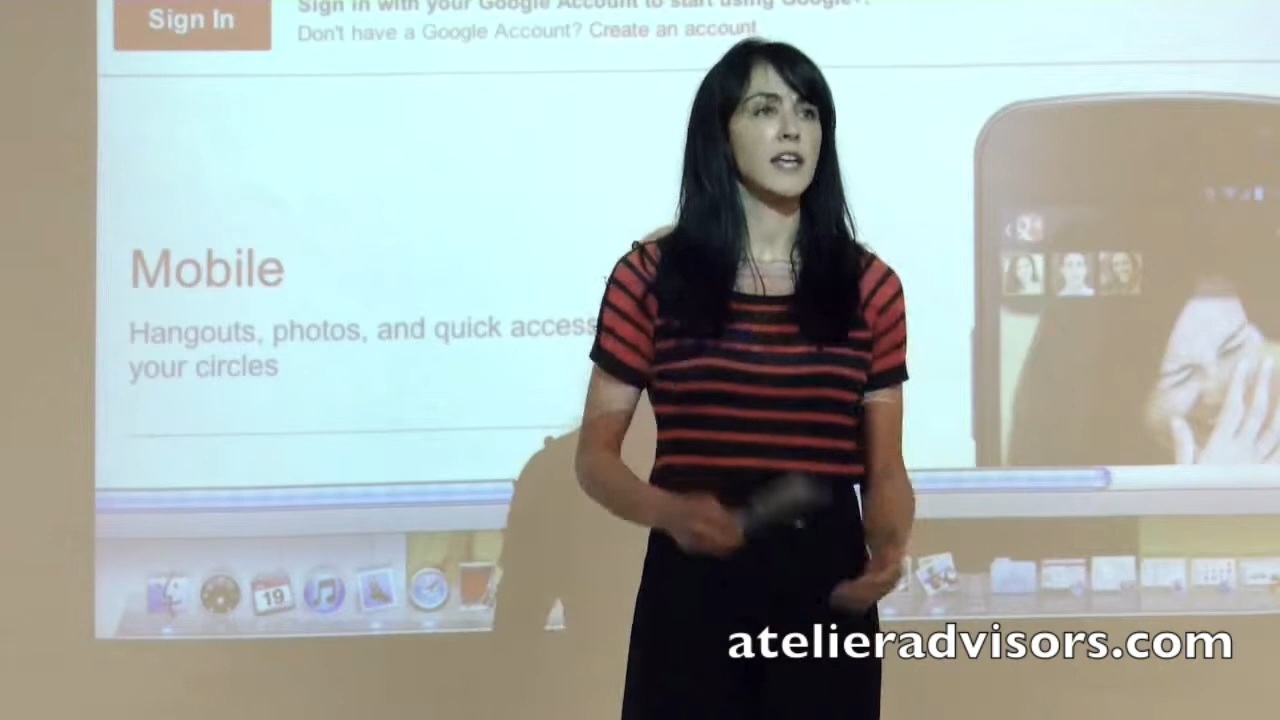 Sign in with your Google Account to start using Google+.
Sign In
Don't have a Google Account? Create an account
Mobile
Hangouts, photos, and quick access
your circles
19
atelieradvisors.com